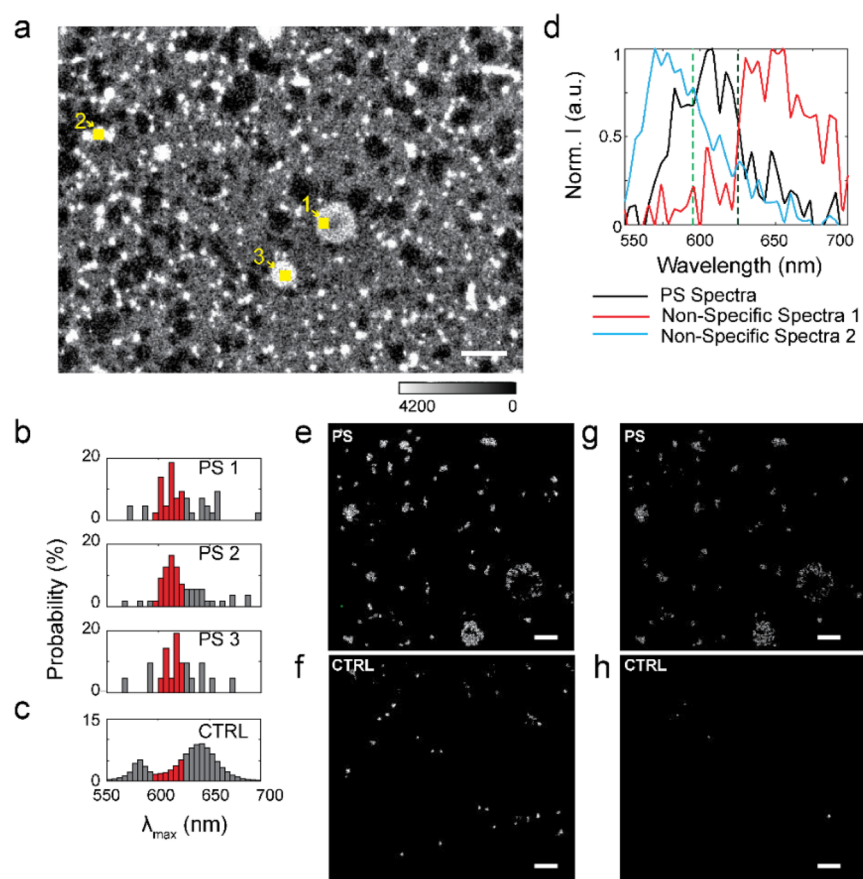 a
2
1
3
4200 0
b
20
PS 1
0
20
PS 2
0
20
PS 3
0
Probability (%)
c
15
CTRL
0
550 600 650 700
λmax (nm)
d
1
0.5
0
Norm. I (a.u.)
550 600 650 700
Wavelength (nm)
PS Spectra
Non-Specific Spectra 1
Non-Specific Spectra 2
e
PS
g
PS
f
CTRL
h
CTRL